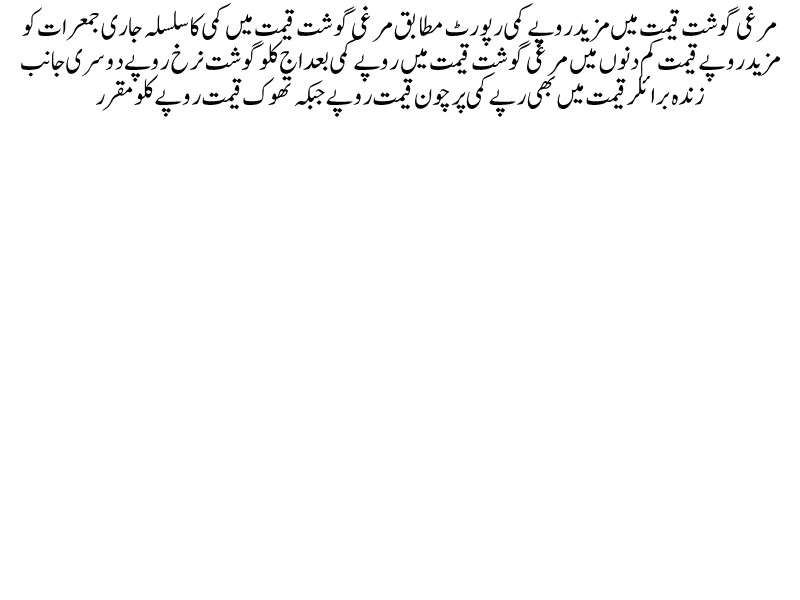 مرغی گوشت قیمت میں مزید روپے کمی رپورٹ مطابق مرغی گوشت قیمت میں کمی کا سلسلہ جاری جمعرات کو
مزید روپے قیمت کم دنوں میں مرغی گوشت قیمت میں روپے کمی بعد اج کلو گوشت نرخ روپے دوسری جانب
زندہ برائلر قیمت میں بھی رپے کمی پرچون قیمت روپے جبکہ تھوک قیمت روپے کلو مقرر